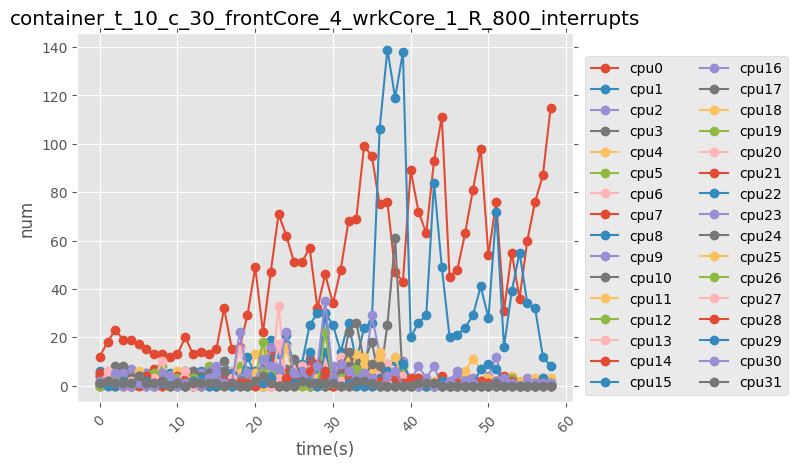 container_t_10_c_30_frontCore_4_wrkCore_1_R_800_interrupts
140
120
100
80
60
40
20
0
num
0
10
20
30
40
50
60
time(s)
cpu0
cpu1
cpu2
cpu3
cpu4
cpu5
cpu6
cpu7
cpu8
cpu9
cpu10
cpu11
cpu12
cpu13
cpu14
cpu15
cpu16
cpu17
cpu18
cpu19
cpu20
cpu21
cpu22
cpu23
cpu24
cpu25
cpu26
cpu27
cpu28
cpu29
cpu30
cpu31